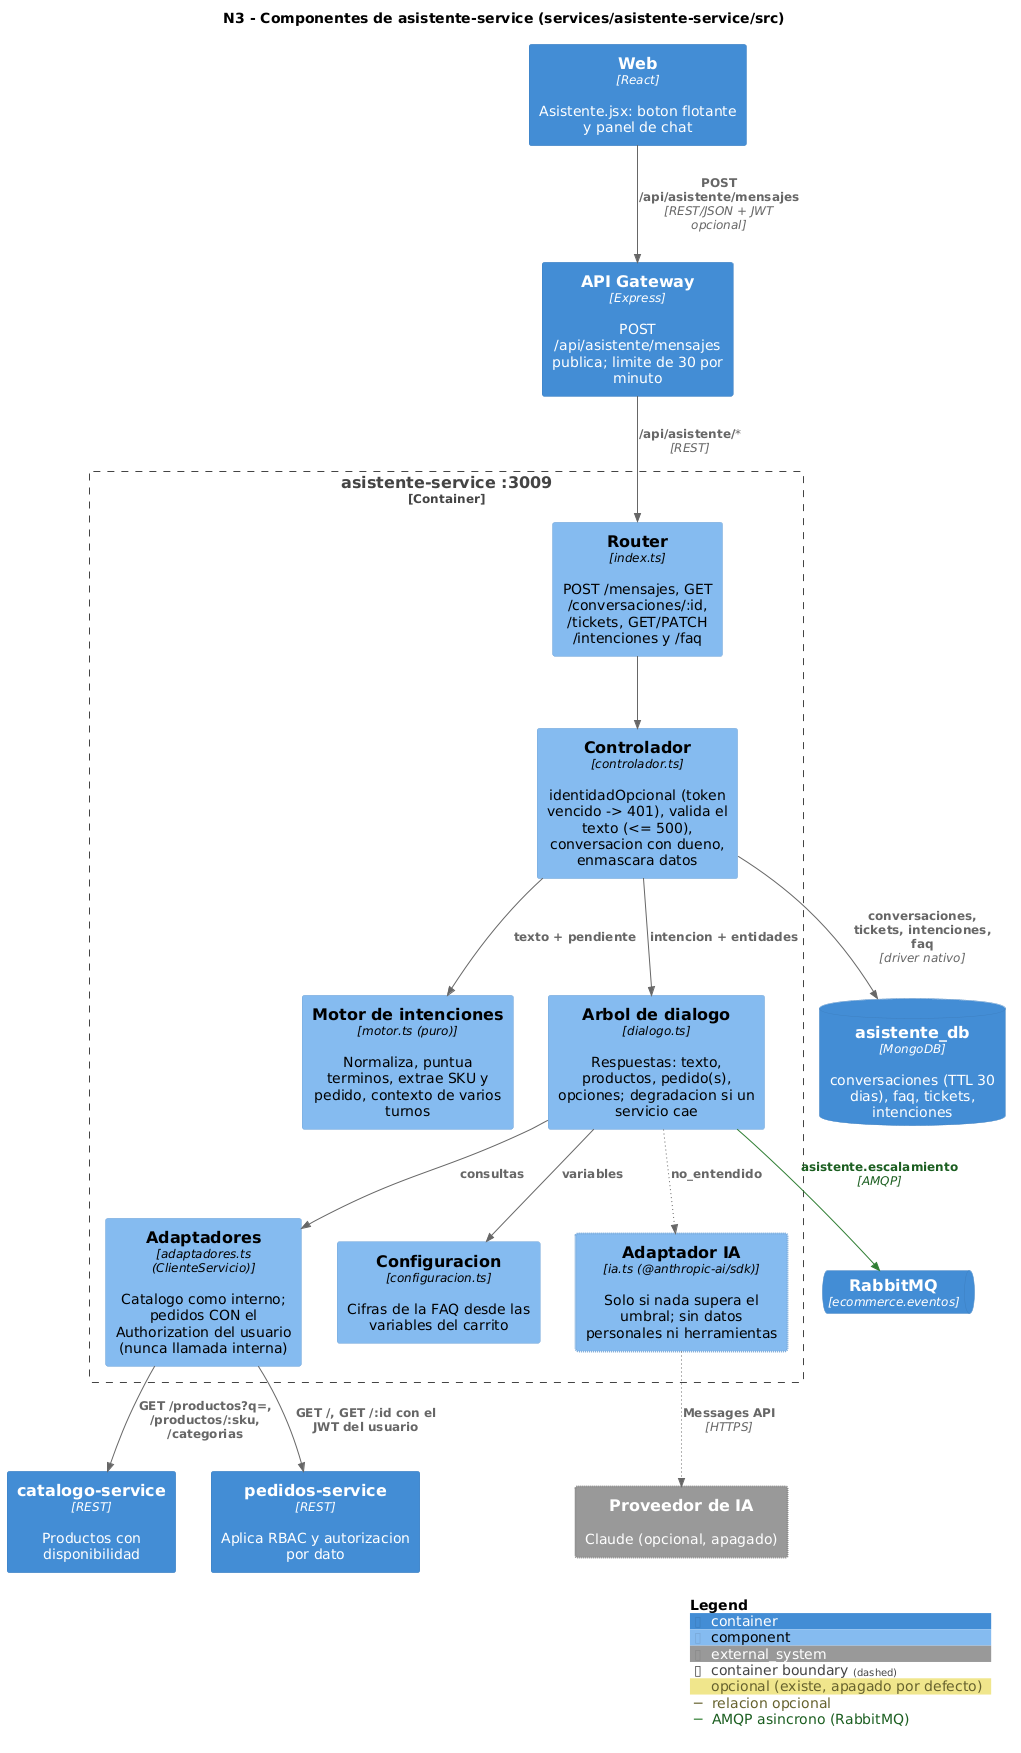 N3 - Componentes de asistente-service (services/asistente-service/src)
Web
[React]
Asistente.jsx: boton flotante
y panel de chat
POST
/api/asistente/mensajes
[REST/JSON + JWT
opcional]
API Gateway
[Express]
POST
/api/asistente/mensajes
publica; limite de 30 por
minuto
/api/asistente/*
[REST]
asistente-service :3009
[Container]
Router
[index.ts]
POST /mensajes, GET
/conversaciones/:id,
/tickets, GET/PATCH
/intenciones y /faq
Controlador
[controlador.ts]
identidadOpcional (token
vencido -> 401), valida el
texto (<= 500),
conversacion con dueno,
enmascara datos
texto + pendiente
intencion + entidades
conversaciones,
tickets, intenciones,
faq
[driver nativo]
Motor de intenciones
[motor.ts (puro)]
Normaliza, puntua
terminos, extrae SKU y
pedido, contexto de varios
turnos
Arbol de dialogo
[dialogo.ts]
Respuestas: texto,
productos, pedido(s),
opciones; degradacion si un
servicio cae
asistente_db
[MongoDB]
conversaciones (TTL 30
dias), faq, tickets,
intenciones
consultas
variables
no_entendido
asistente.escalamiento
[AMQP]
Adaptadores
[adaptadores.ts
(ClienteServicio)]
Catalogo como interno;
pedidos CON el
Authorization del usuario
(nunca llamada interna)
Configuracion
[configuracion.ts]
Cifras de la FAQ desde las
variables del carrito
Adaptador IA
[ia.ts (@anthropic-ai/sdk)]
Solo si nada supera el
umbral; sin datos
personales ni herramientas
RabbitMQ
[ecommerce.eventos]
GET /productos?q=,
/productos/:sku,
/categorias
GET /, GET /:id con el
JWT del usuario
Messages API
[HTTPS]
catalogo-service
[REST]
Productos con
disponibilidad
pedidos-service
[REST]
Aplica RBAC y autorizacion
por dato
Proveedor de IA
Claude (opcional, apagado)
Legend
container
component
external_system
container boundary (dashed)
opcional (existe, apagado por defecto)
relacion opcional
AMQP asincrono (RabbitMQ)